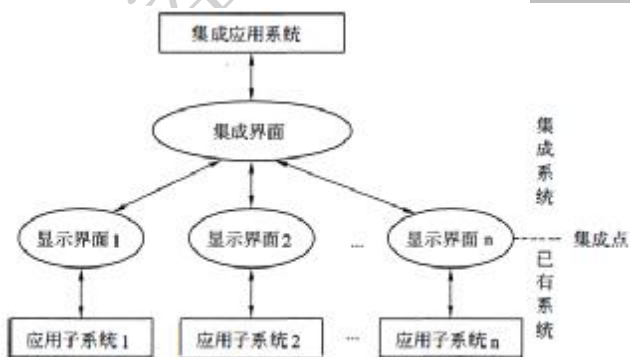 集成应用系统
集成界面
集成系统
显示界面1
显示界面2
...
显示界面 n
集成点
已有系统
应用子系统1
应用子系统2
...
应用子系统n